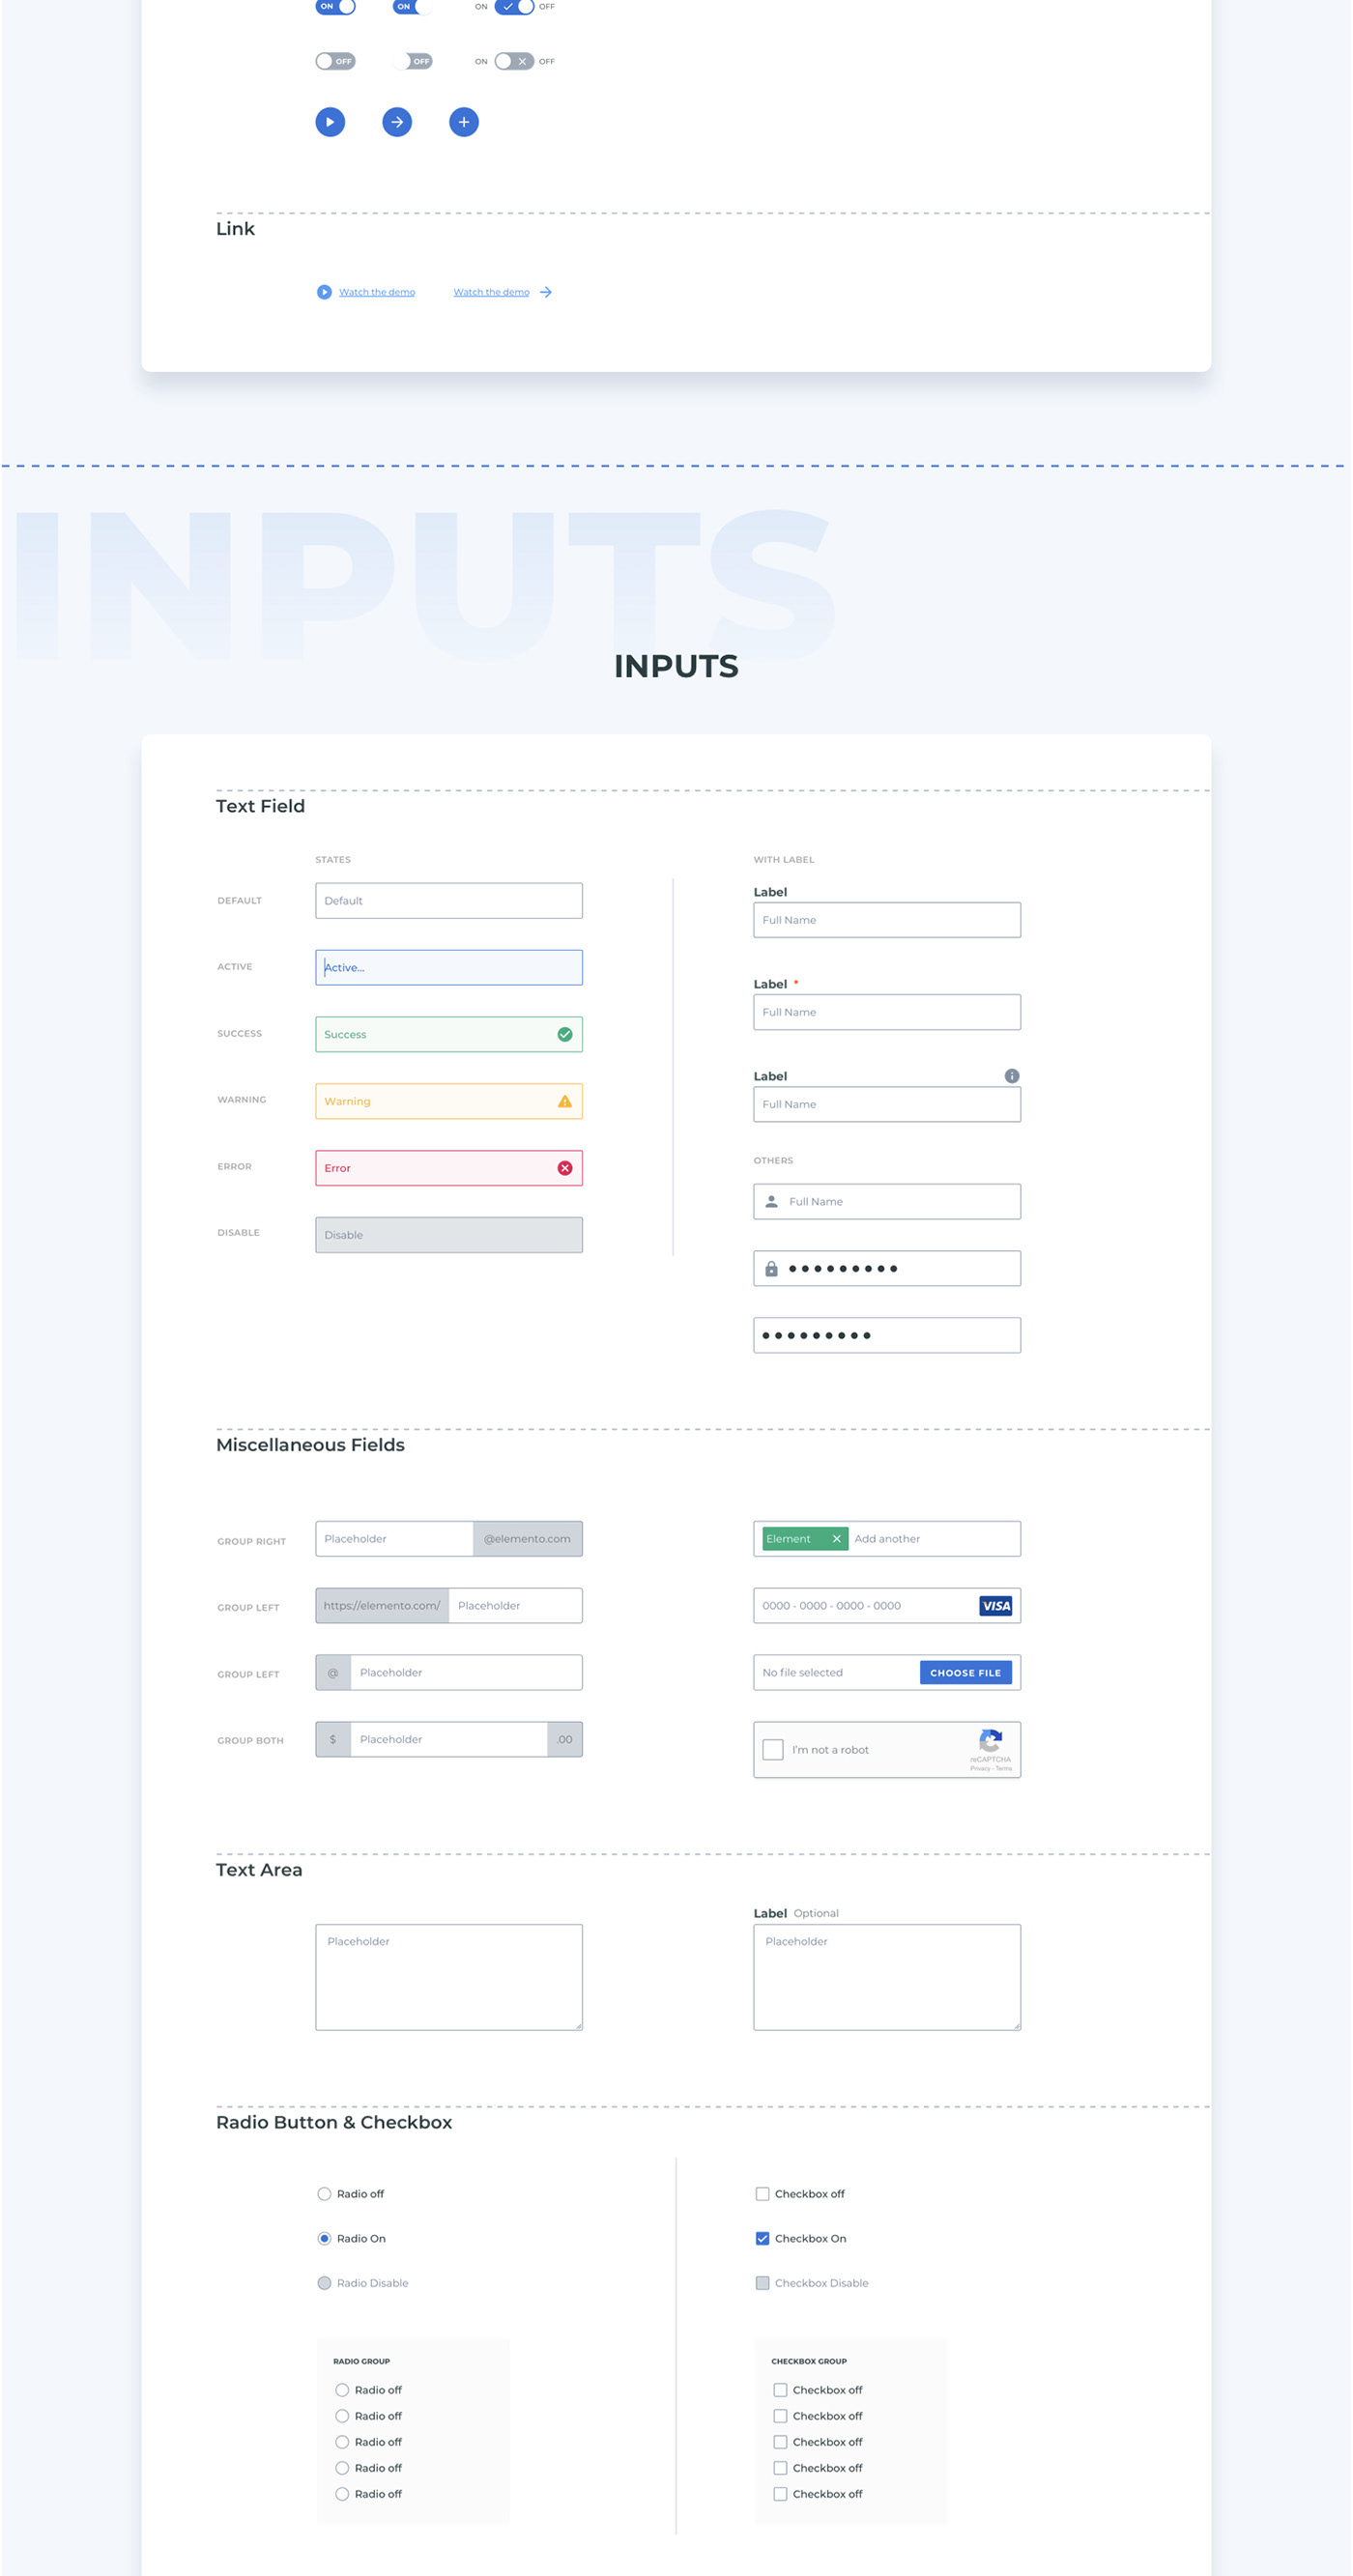 ON ON ON OFF
OFF OFF ON OFF
Link
Watch the demo Watch the demo
INPUTS
INPUTS
Text Field
STATES
DEFAULT Default
ACTIVE Active...
SUCCESS Success
WARNING Warning
ERROR Error
DISABLE Disable
WITH LABEL
Label
Full Name
Label *
Full Name
Label
Full Name
OTHERS
Full Name
Miscellaneous Fields
GROUP RIGHT Placeholder @elemento.com
GROUP LEFT https://elemento.com/ Placeholder
GROUP LEFT @ Placeholder
GROUP BOTH $ Placeholder .00
Element Add another
0000 - 0000 - 0000 - 0000 VISA
No file selected CHOOSE FILE
I'm not a robot
reCAPTCHA
Privacy - Terms
Text Area
Placeholder
Label Optional
Placeholder
Radio Button & Checkbox
Radio off
Radio On
Radio Disable
RADIO GROUP
Radio off
Radio off
Radio off
Radio off
Radio off
Checkbox off
Checkbox On
Checkbox Disable
CHECKBOX GROUP
Checkbox off
Checkbox off
Checkbox off
Checkbox off
Checkbox off